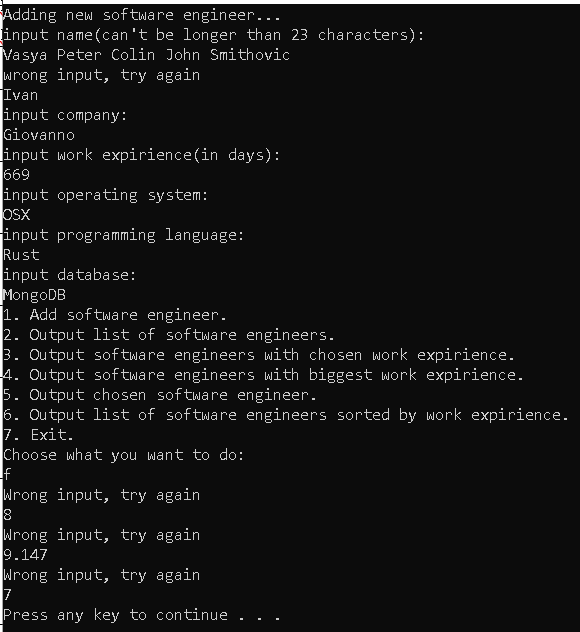 Adding new software engineer...
input name(can't be longer than 23 characters):
Vasya Peter Colin John Smithovic
wrong input, try again
Ivan
input company:
Giovanno
input work expirience(in days):
669
input operating system:
OSX
input programming language:
Rust
input database:
MongoDB
1. Add software engineer.
2. Output list of software engineers.
3. Output software engineers with chosen work expirience.
4. Output software engineers with biggest work expirience.
5. Output chosen software engineer.
6. Output list of software engineers sorted by work expirience.
7. Exit.
Choose what you want to do:
f
Wrong input, try again
8
Wrong input, try again
9.147
Wrong input, try again
7
Press any key to continue . . .